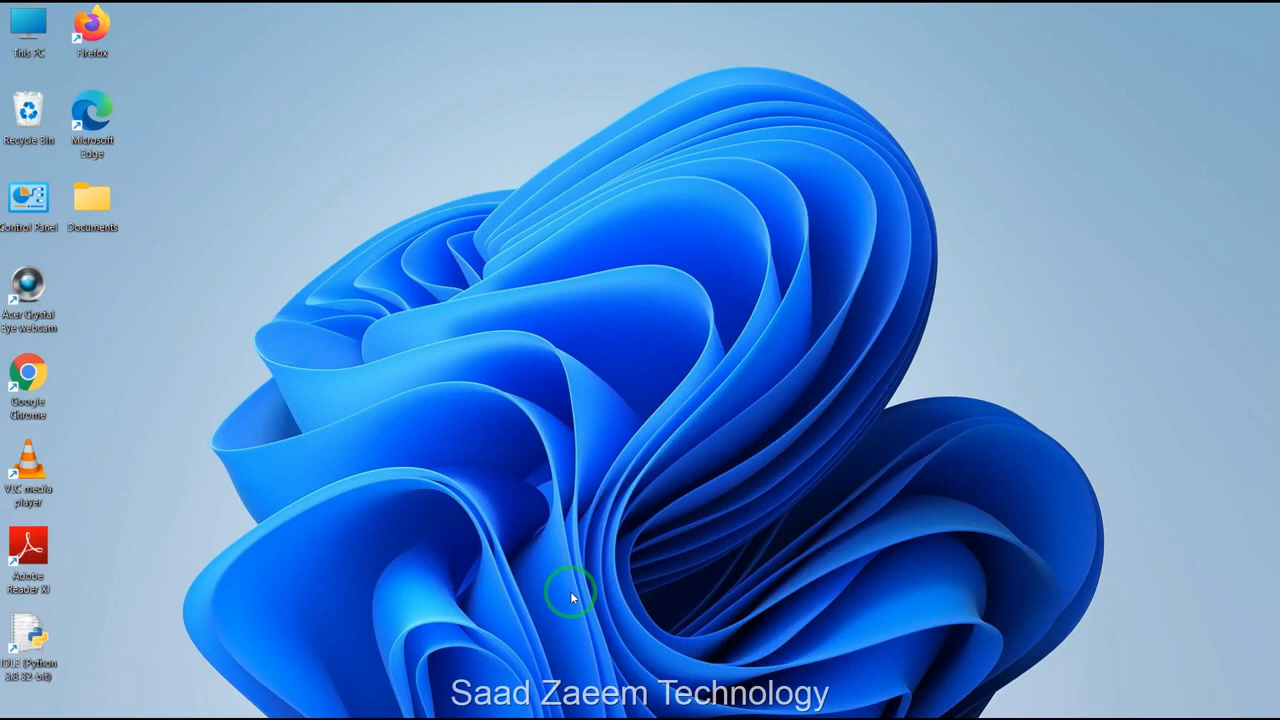 This PC
Firefox
Recycle Bin
Microsoft
Edge
Control Panel
Documents
Acer Crystal
Eye webcam
Google
Chrome
VLC media
player
Adobe
Reader XI
IDLE (Python
3.8 32-bit)
Saad Zaeem Technology